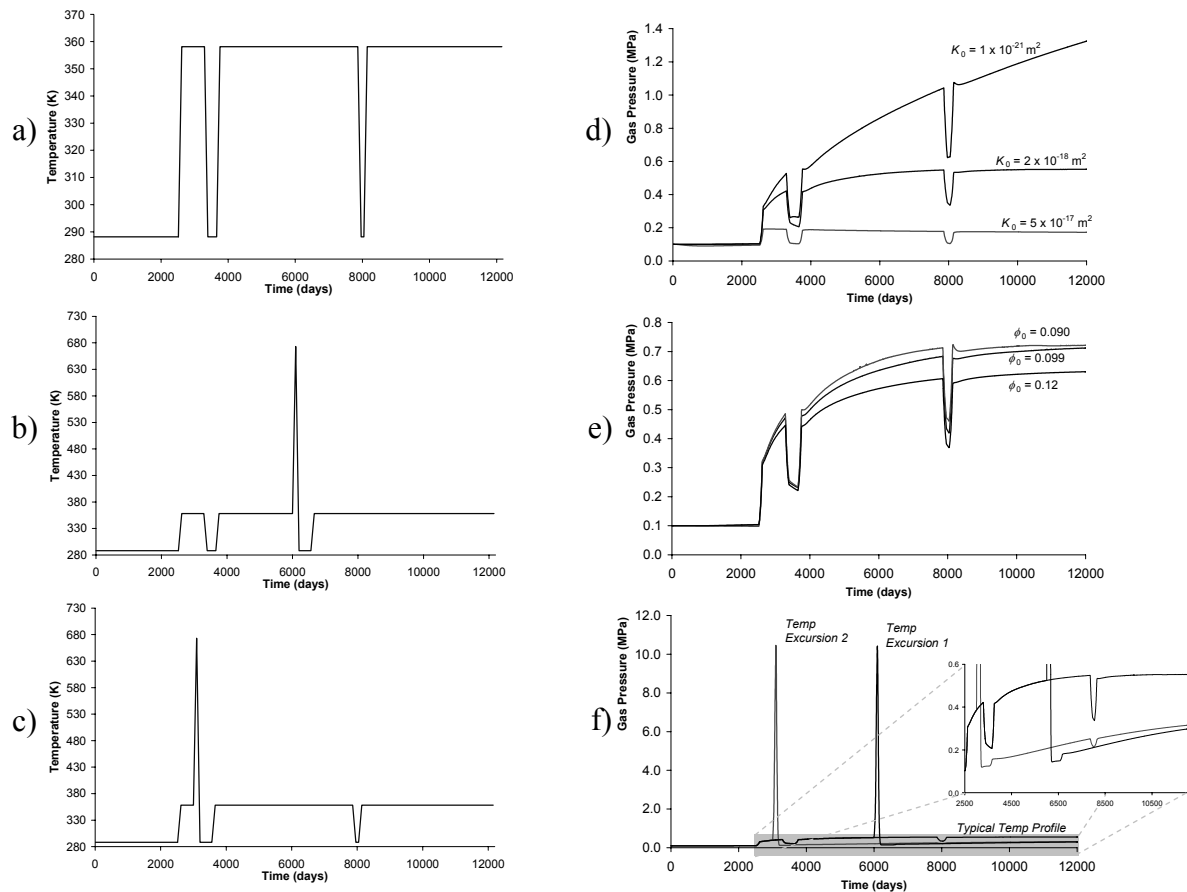 a)
Temperature (K)
370
360
350
340
330
320
310
300
290
280
0 2000 4000 6000 8000 10000 12000
Time (days)
b)
Temperature (K)
730
680
630
580
530
480
430
380
330
280
0 2000 4000 6000 8000 10000 12000
Time (days)
c)
Temperature (K)
730
680
630
580
530
480
430
380
330
280
0 2000 4000 6000 8000 10000 12000
Time (days)
d)
Gas Pressure (MPa)
1.4
1.2
1.0
0.8
0.6
0.4
0.2
0.0
K₀ = 1 x 10⁻²¹ m²
K₀ = 2 x 10⁻¹⁸ m²
K₀ = 5 x 10⁻¹⁷ m²
0 2000 4000 6000 8000 10000 12000
Time (days)
e)
Gas Pressure (MPa)
0.8
0.7
0.6
0.5
0.4
0.3
0.2
0.1
0.0
ϕ₀ = 0.090
ϕ₀ = 0.099
ϕ₀ = 0.12
0 2000 4000 6000 8000 10000 12000
Time (days)
f)
Gas Pressure (MPa)
12.0
10.0
8.0
6.0
4.0
2.0
0.0
Temp
Excursion 2
Temp
Excursion 1
0.6
0.4
0.2
0.0
2500 4500 6500 8500 10500
Typical Temp Profile
0 2000 4000 6000 8000 10000 12000
Time (days)